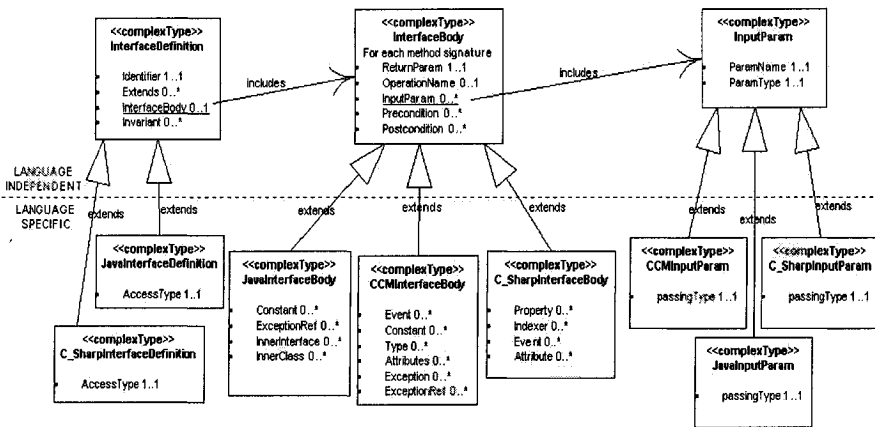 <<complexType>>
InterfaceDefinition
Identifier 1..1
Extends 0..*
InterfaceBody 0..1
Invariant 0..*
includes
<<complexType>>
InterfaceBody
For each method signature
ReturnParam 1..1
OperationName 0..1
InputParam 0..*
Precondition 0..*
Postcondition 0..*
includes
<<complexType>>
InputParam
ParamName 1..1
ParamType 1..1
LANGUAGE
INDEPENDENT
LANGUAGE
SPECIFIC
extends
extends
extends
extends
extends
extends
extends
extends
<<complexType>>
JavaInterfaceDefinition
AccessType 1..1
<<complexType>>
C_SharpInterfaceDefinition
AccessType 1..1
<<complexType>>
JavaInterfaceBody
Constant 0..*
ExceptionRef 0..*
InnerInterface 0..*
InnerClass 0..*
<<complexType>>
CCMInterfaceBody
Event 0..*
Constant 0..*
Type 0..*
Attributes 0..*
Exception 0..*
ExceptionRef 0..*
<<complexType>>
C_SharpInterfaceBody
Property 0..*
Indexer 0..*
Event 0..*
Attribute 0..*
<<complexType>>
CCMInputParam
passingType 1..1
<<complexType>>
C_SharpInputParam
passingType 1..1
<<complexType>>
JavaInputParam
passingType 1..1